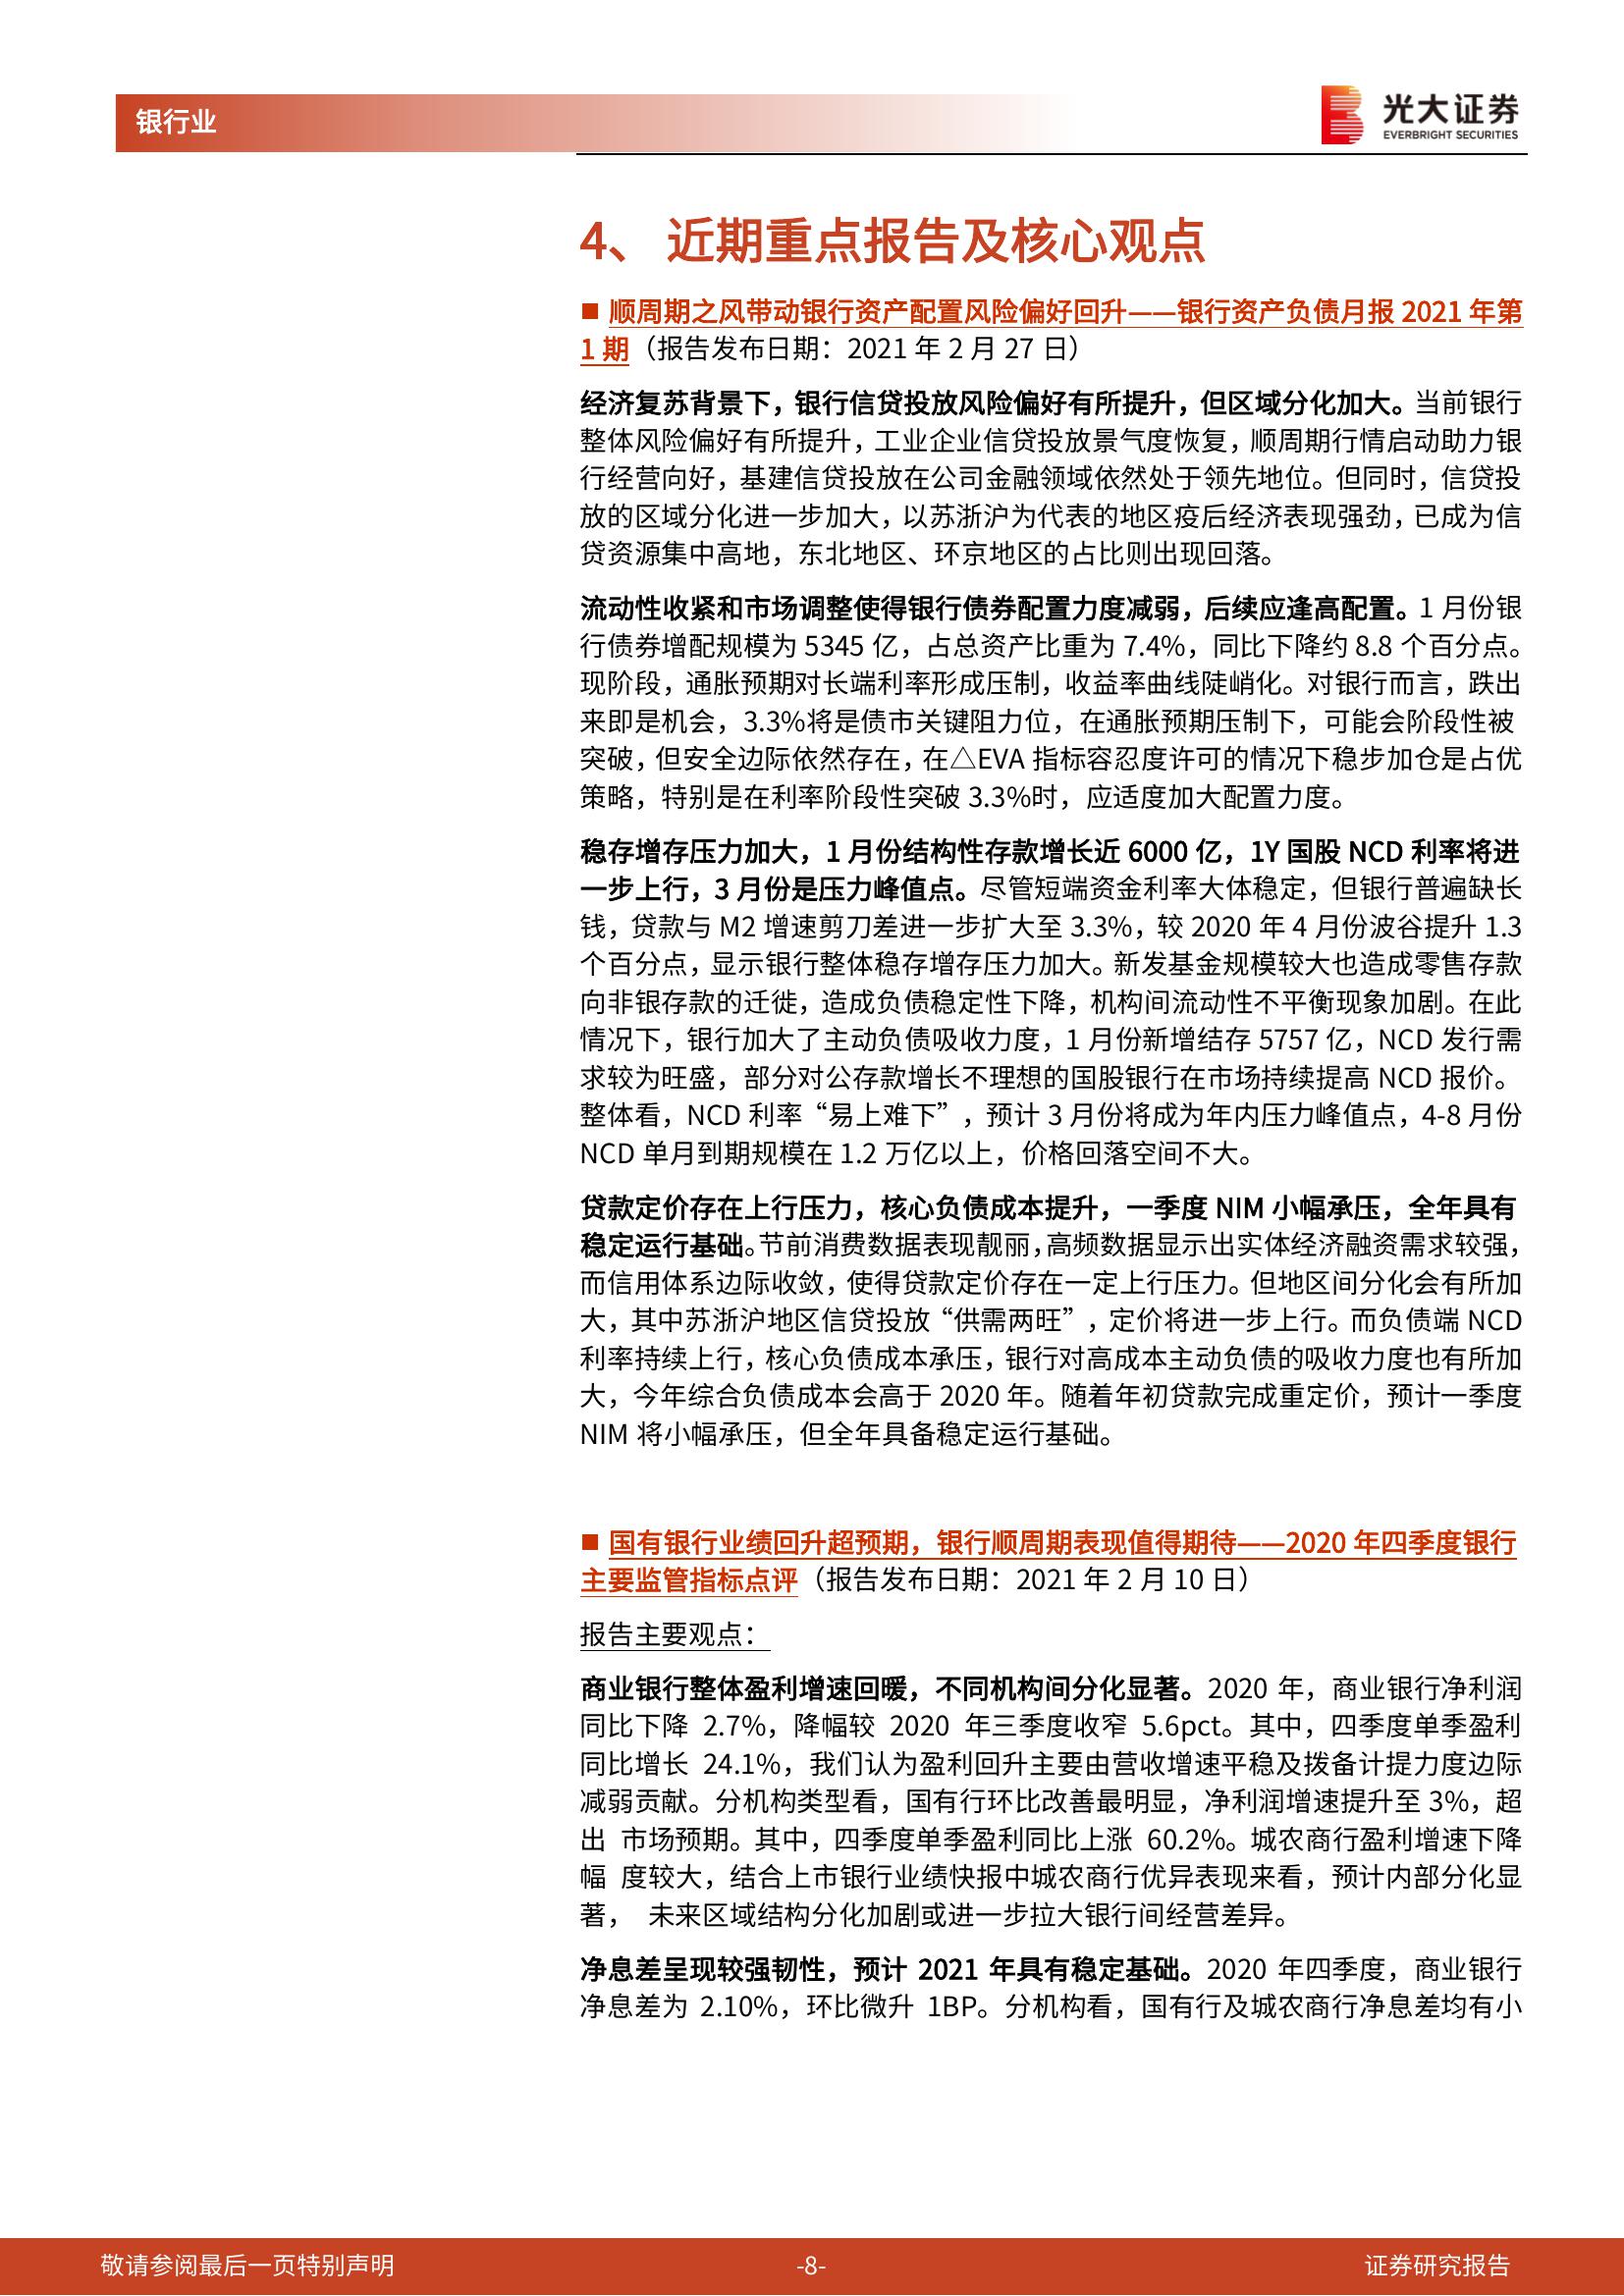 银行业
光大证券
EVERBRIGHT SECURITIES
4、 近期重点报告及核心观点
■ 顺周期之风带动银行资产配置风险偏好回升——银行资产负债月报 2021 年第
1 期（报告发布日期：2021 年 2 月 27 日）
经济复苏背景下，银行信贷投放风险偏好有所提升，但区域分化加大。当前银行
整体风险偏好有所提升，工业企业信贷投放景气度恢复，顺周期行情启动助力银
行经营向好，基建信贷投放在公司金融领域依然处于领先地位。但同时，信贷投
放的区域分化进一步加大，以苏浙沪为代表的地区疫后经济表现强劲，已成为信
贷资源集中高地，东北地区、环京地区的占比则出现回落。
流动性收紧和市场调整使得银行债券配置力度减弱，后续应逢高配置。1 月份银
行债券增配规模为 5345 亿，占总资产比重为 7.4%，同比下降约 8.8 个百分点。
现阶段，通胀预期对长端利率形成压制，收益率曲线陡峭化。对银行而言，跌出
来即是机会，3.3%将是债市关键阻力位，在通胀预期压制下，可能会阶段性被
突破，但安全边际依然存在，在△EVA 指标容忍度许可的情况下稳步加仓是占优
策略，特别是在利率阶段性突破 3.3%时，应适度加大配置力度。
稳存增存压力加大，1 月份结构性存款增长近 6000 亿，1Y 国股 NCD 利率将进
一步上行，3 月份是压力峰值点。尽管短端资金利率大体稳定，但银行普遍缺长
钱，贷款与 M2 增速剪刀差进一步扩大至 3.3%，较 2020 年 4 月份波谷提升 1.3
个百分点，显示银行整体稳存增存压力加大。新发基金规模较大也造成零售存款
向非银存款的迁徙，造成负债稳定性下降，机构间流动性不平衡现象加剧。在此
情况下，银行加大了主动负债吸收力度，1 月份新增结存 5757 亿，NCD 发行需
求较为旺盛，部分对公存款增长不理想的国股银行在市场持续提高 NCD 报价。
整体看，NCD 利率“易上难下”，预计 3 月份将成为年内压力峰值点，4-8 月份
NCD 单月到期规模在 1.2 万亿以上，价格回落空间不大。
贷款定价存在上行压力，核心负债成本提升，一季度 NIM 小幅承压，全年具有
稳定运行基础。节前消费数据表现靓丽，高频数据显示出实体经济融资需求较强，
而信用体系边际收敛，使得贷款定价存在一定上行压力。但地区间分化会有所加
大，其中苏浙沪地区信贷投放“供需两旺”，定价将进一步上行。而负债端 NCD
利率持续上行，核心负债成本承压，银行对高成本主动负债的吸收力度也有所加
大，今年综合负债成本会高于 2020 年。随着年初贷款完成重定价，预计一季度
NIM 将小幅承压，但全年具备稳定运行基础。
■ 国有银行业绩回升超预期，银行顺周期表现值得期待——2020 年四季度银行
主要监管指标点评（报告发布日期：2021 年 2 月 10 日）
报告主要观点：
商业银行整体盈利增速回暖，不同机构间分化显著。2020 年，商业银行净利润
同比下降 2.7%，降幅较 2020 年三季度收窄 5.6pct。其中，四季度单季盈利
同比增长 24.1%，我们认为盈利回升主要由营收增速平稳及拨备计提力度边际
减弱贡献。分机构类型看，国有行环比改善最明显，净利润增速提升至 3%，超
出 市场预期。其中，四季度单季盈利同比上涨 60.2%。城农商行盈利增速下降
幅 度较大，结合上市银行业绩快报中城农商行优异表现来看，预计内部分化显
著， 未来区域结构分化加剧或进一步拉大银行间经营差异。
净息差呈现较强韧性，预计 2021 年具有稳定基础。2020 年四季度，商业银行
净息差为 2.10%，环比微升 1BP。分机构看，国有行及城农商行净息差均有小
敬请参阅最后一页特别声明
-8-
证券研究报告